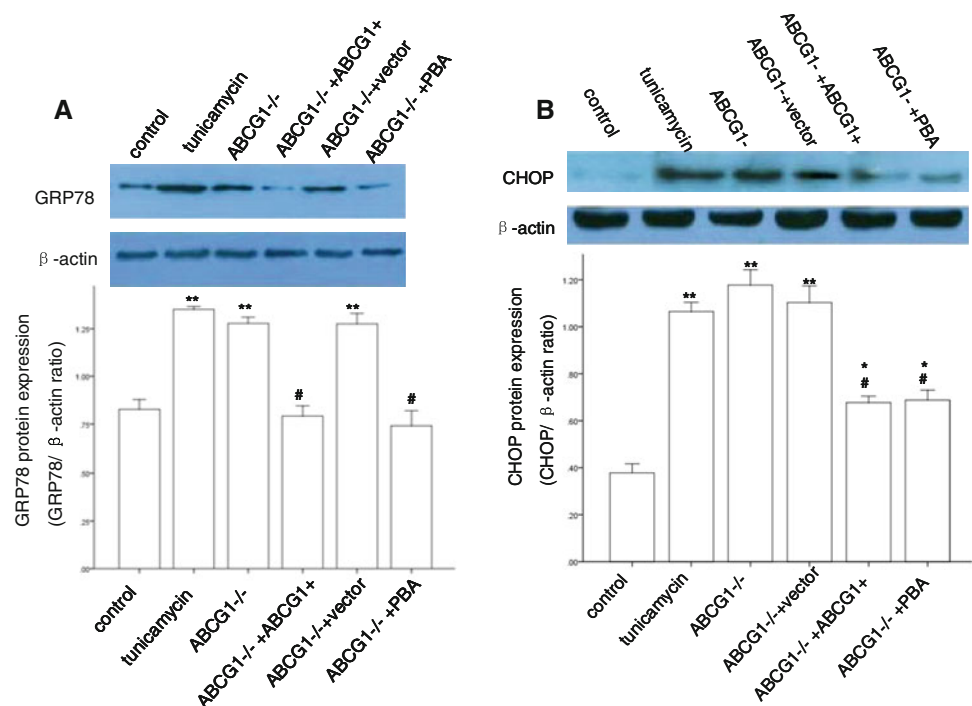 A
control
tunicamycin
ABCG1-/-
ABCG1-/- +ABCG1+
ABCG1-/-+vector
ABCG1-/- +PBA
GRP78
β-actin
GRP78 protein expression
(GRP78/ β-actin ratio)
**
**
#
**
#
1.25
1.00
.75
.50
.25
.00
control
tunicamycin
ABCG1-/-
ABCG1-/- +ABCG1+
ABCG1-/-+vector
ABCG1-/- +PBA
B
control
tunicamycin
ABCG1-
ABCG1-+vector
ABCG1- +ABCG1+
ABCG1- +PBA
CHOP
β-actin
CHOP protein expression
(CHOP/ β-actin ratio)
**
**
**
*
#
*
#
1.20
1.00
.80
.60
.40
.20
.00
control
tunicamycin
ABCG1-/-
ABCG1-/-+vector
ABCG1-/- +ABCG1+
ABCG1-/- +PBA